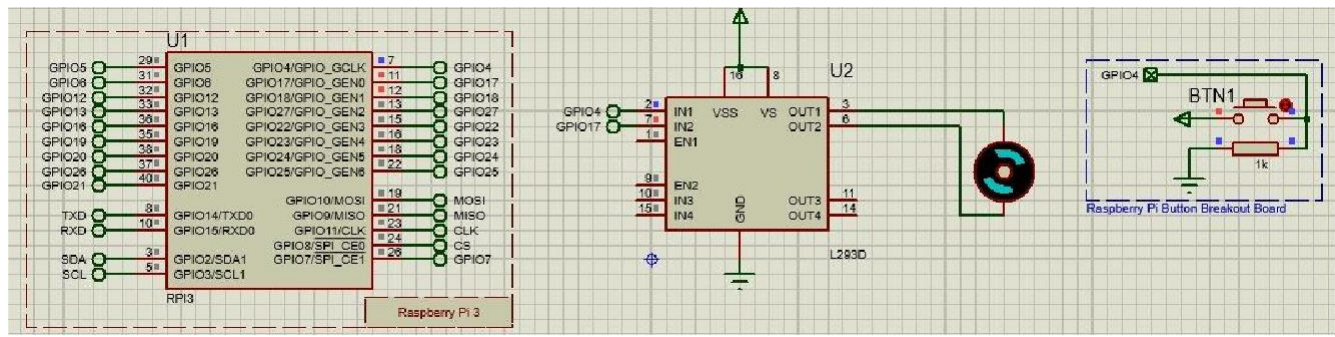 U1
GPIO5 29 GPIO5 GPIO4/GPIO_GCLK 7 GPIO4
GPIO6 31 GPIO6 GPIO17/GPIO_GEN0 11 GPIO17
GPIO12 32 GPIO12 GPIO18/GPIO_GEN1 12 GPIO18
GPIO13 33 GPIO13 GPIO27/GPIO_GEN2 13 GPIO27
GPIO16 36 GPIO16 GPIO22/GPIO_GEN3 15 GPIO22
GPIO19 35 GPIO19 GPIO23/GPIO_GEN4 16 GPIO23
GPIO20 38 GPIO20 GPIO24/GPIO_GEN5 18 GPIO24
GPIO26 37 GPIO26 GPIO25/GPIO_GEN6 22 GPIO25
GPIO21 40 GPIO21
GPIO10/MOSI 19 MOSI
TXD 8 GPIO14/TXD0 GPIO9/MISO 21 MISO
RXD 10 GPIO15/RXD0 GPIO11/CLK 23 CLK
GPIO8/SPI_CE0 24 CS
SDA 3 GPIO2/SDA1 GPIO7/SPI_CE1 26 GPIO7
SCL 5 GPIO3/SCL1
RPI3
Raspberry Pi 3
U2
16 8
GPIO4 2 IN1 VSS VS OUT1 3
GPIO17 7 IN2 OUT2 6
1 EN1
9 EN2
10 IN3 OUT3 11
15 IN4 GND OUT4 14
L293D
GPIO4
BTN1
1k
Raspberry Pi Button Breakout Board